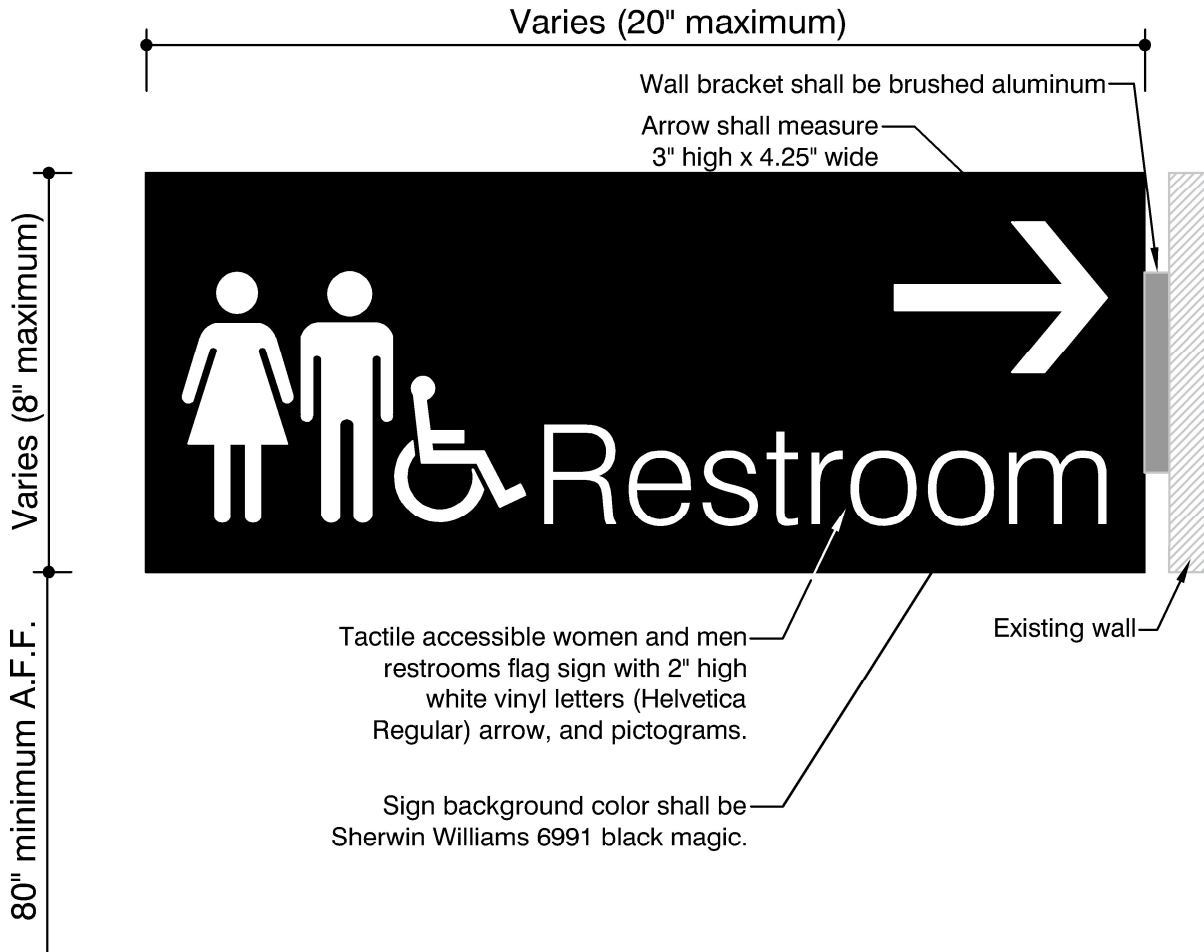 Varies (20" maximum)
Wall bracket shall be brushed aluminum
Arrow shall measure
3" high x 4.25" wide
Varies (8" maximum)
Restroom
80" minimum A.F.F.
Existing wall
Tactile accessible women and men
restrooms flag sign with 2" high
white vinyl letters (Helvetica
Regular) arrow, and pictograms.
Sign background color shall be
Sherwin Williams 6991 black magic.